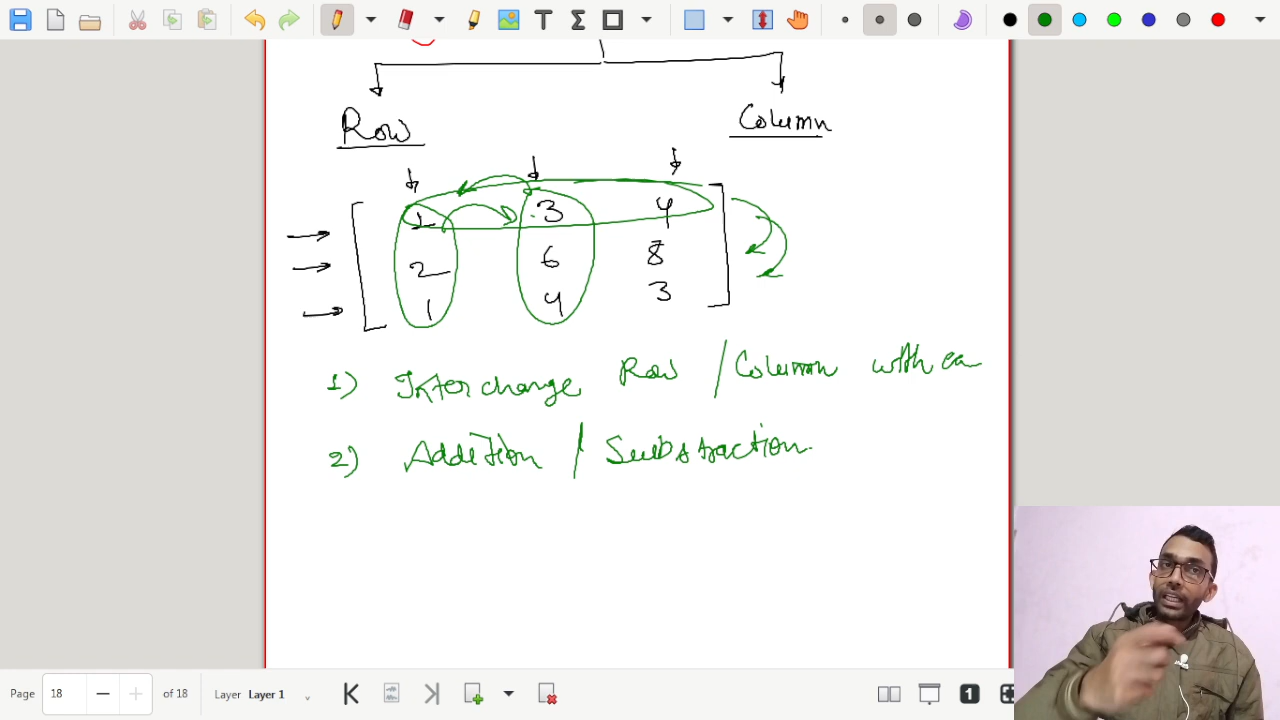 Row Column
1 3 4
2 6 8
1 4 3
1) Interchange Row / Column with ea
2) Addition / Substraction
Page 18 of 18 Layer Layer 1 1